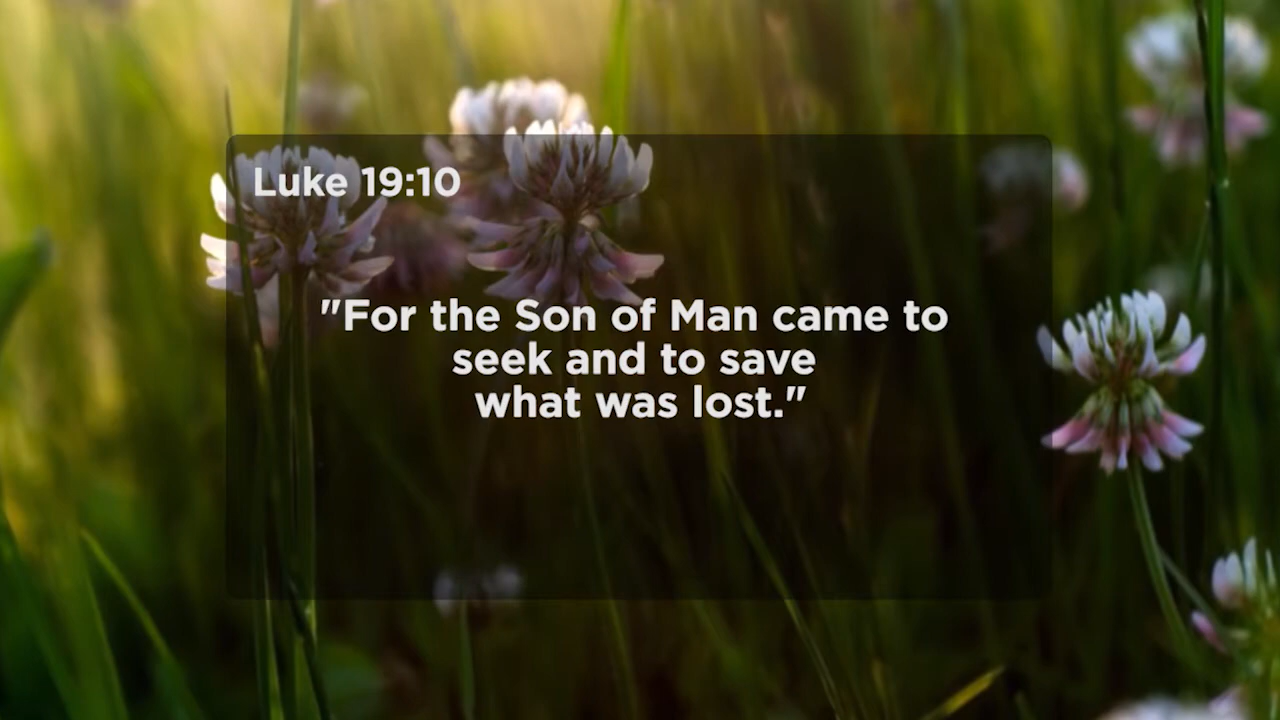 Luke 19:10
"For the Son of Man came to
seek and to save
what was lost."